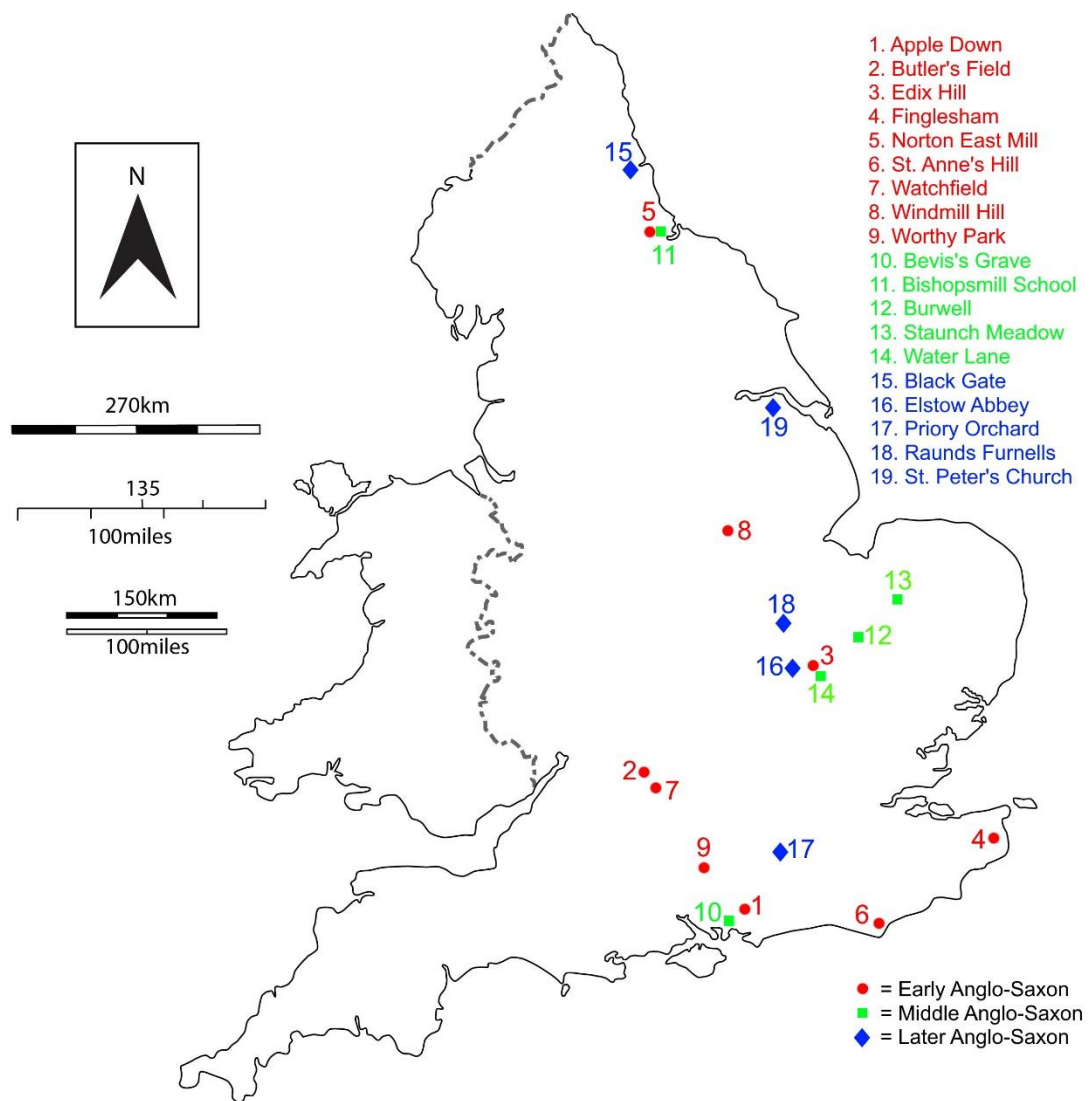 1. Apple Down
2. Butler's Field
3. Edix Hill
4. Finglesham
5. Norton East Mill
6. St. Anne's Hill
7. Watchfield
8. Windmill Hill
9. Worthy Park
10. Bevis's Grave
11. Bishopsmill School
12. Burwell
13. Staunch Meadow
14. Water Lane
15. Black Gate
16. Elstow Abbey
17. Priory Orchard
18. Raunds Furnells
19. St. Peter's Church
N
270km
135
100miles
150km
100miles
15
5
11
19
8
13
18
12
3
16
14
2
7
4
17
9
1
10
6
= Early Anglo-Saxon
= Middle Anglo-Saxon
= Later Anglo-Saxon